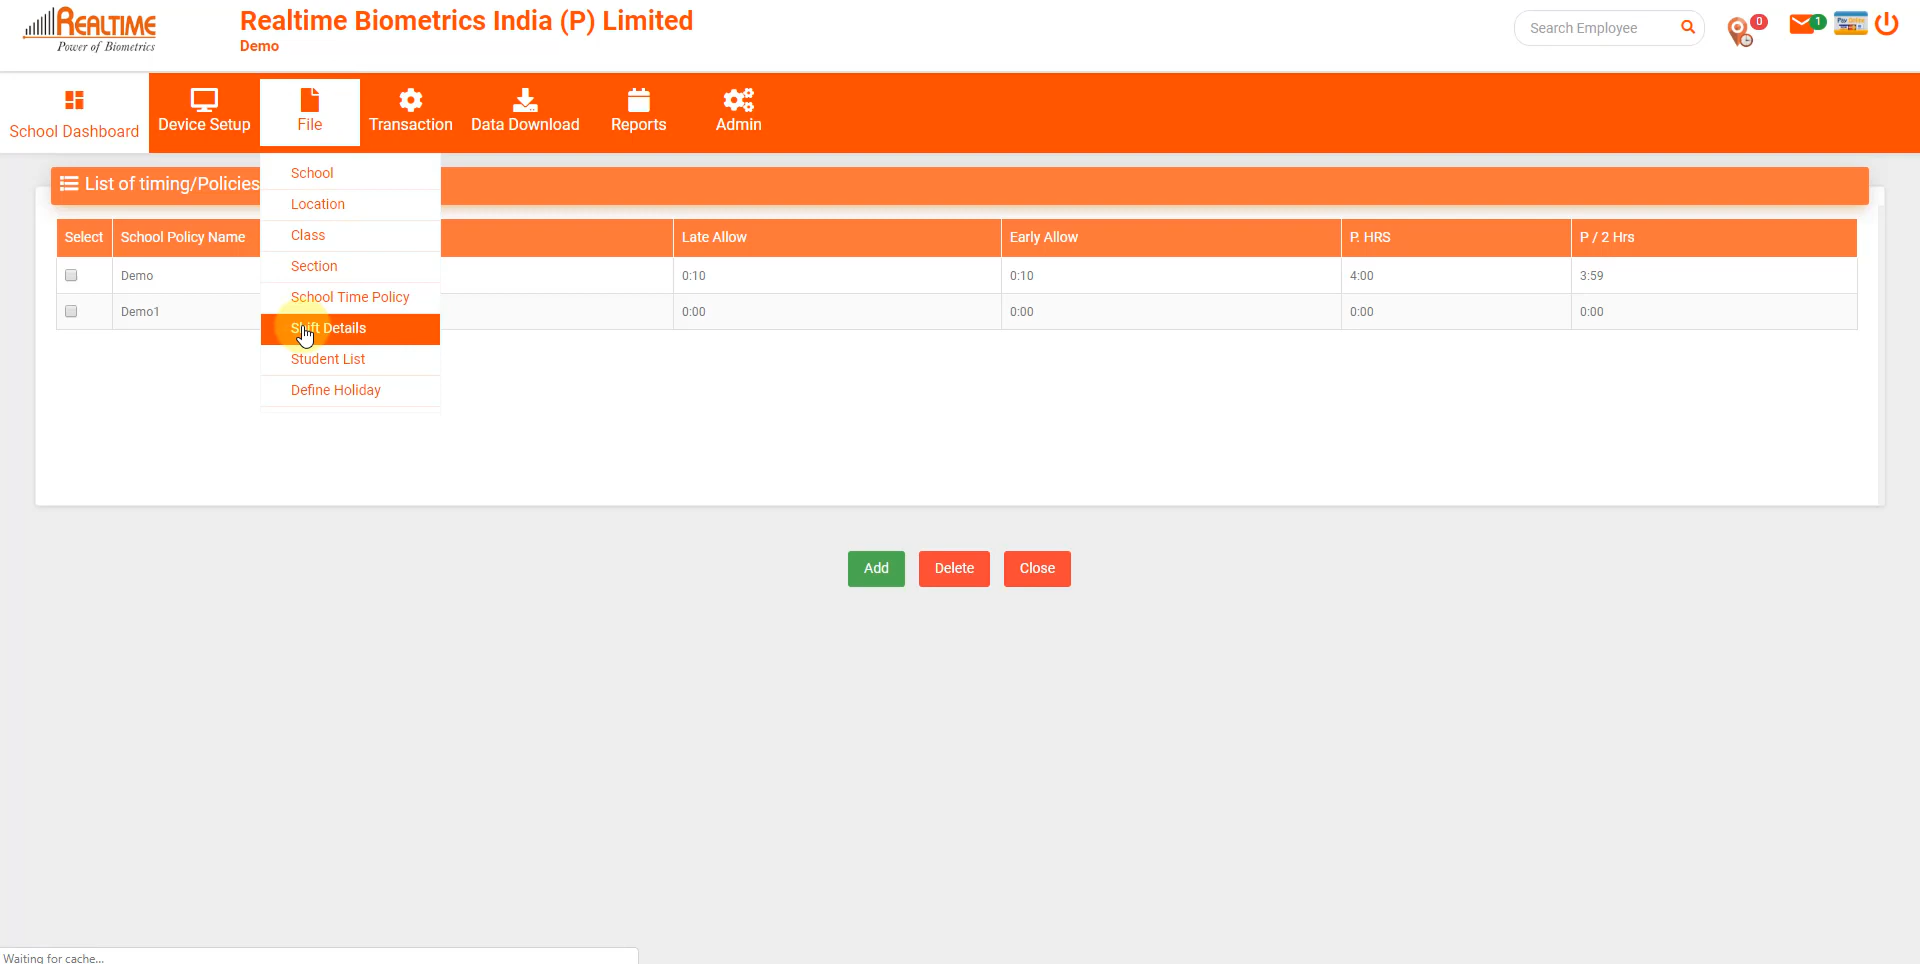 REALTIME
Power of Biometrics
Realtime Biometrics India (P) Limited
Demo
Search Employee
0
1
Pay Online
School Dashboard
Device Setup
File
Transaction
Data Download
Reports
Admin
School
Location
Class
Section
School Time Policy
Shift Details
Student List
Define Holiday
List of timing/Policies
Select School Policy Name Late Allow Early Allow P. HRS P / 2 Hrs
Demo 0:10 0:10 4:00 3:59
Demo1 0:00 0:00 0:00 0:00
Add Delete Close
Waiting for cache...